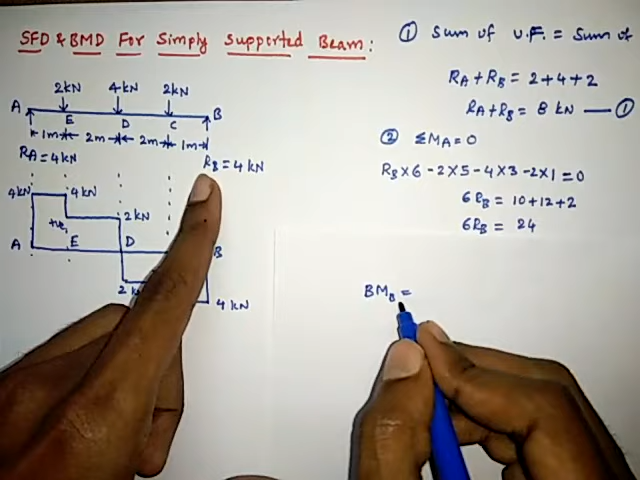 SFD & BMD For Simply Supported Beam:
① Sum of U.F. = Sum of
RA + RB = 2+4+2
RA+RB = 8 kN —①
② ΣMA = 0
RB×6 -2×5 -4×3 -2×1 = 0
6RB = 10+12+2
6RB = 24
2kN 4kN 2kN
A B
E D C
1m 2m 2m 1m
RA = 4kN
RB = 4 kN
4kN 4kN
2kN
+ve
A E D B
4 kN
BMB =